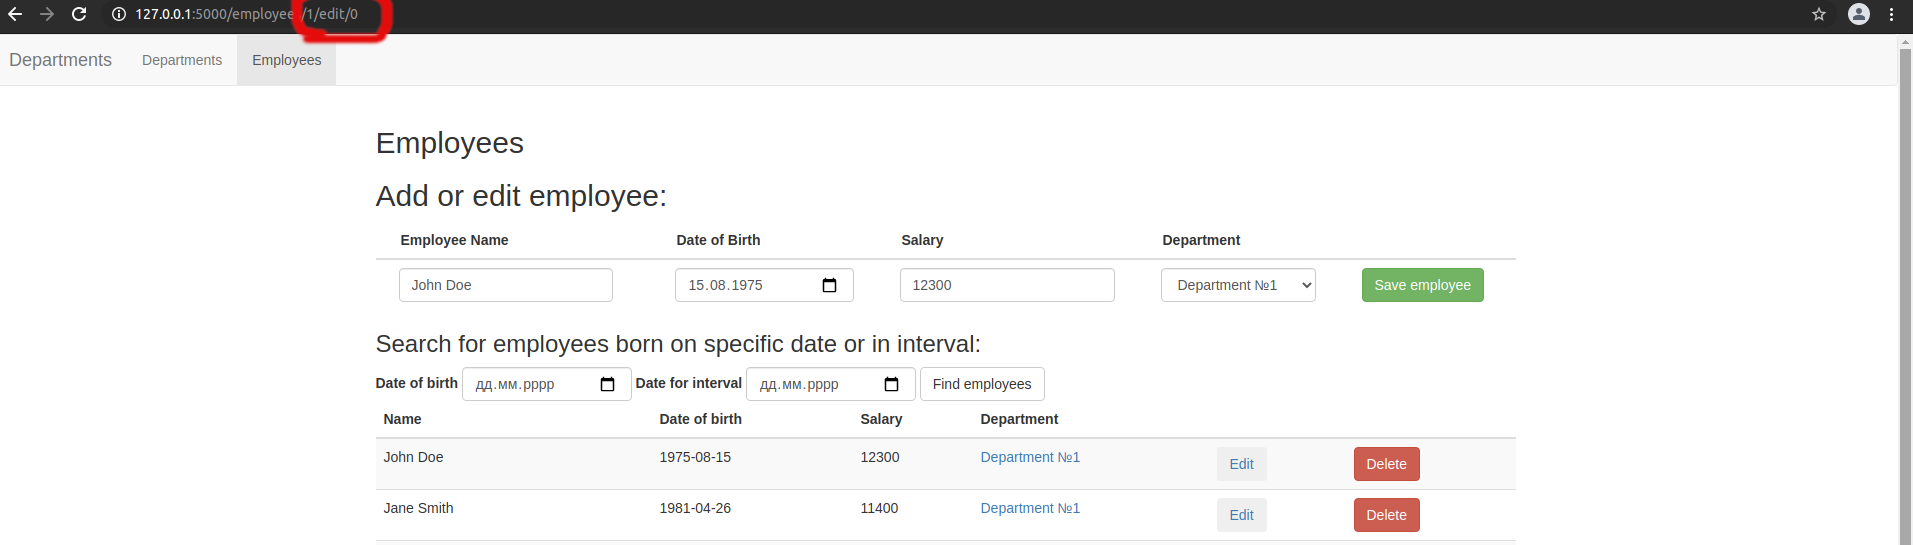 127.0.0.1:5000/employee /1/edit/0
Departments Departments Employees
Employees
Add or edit employee:
Employee Name Date of Birth Salary Department
John Doe 15.08.1975 12300 Department №1 Save employee
Search for employees born on specific date or in interval:
Date of birth дд.мм.рррр Date for interval дд.мм.рррр Find employees
Name Date of birth Salary Department
John Doe 1975-08-15 12300 Department №1 Edit Delete
Jane Smith 1981-04-26 11400 Department №1 Edit Delete